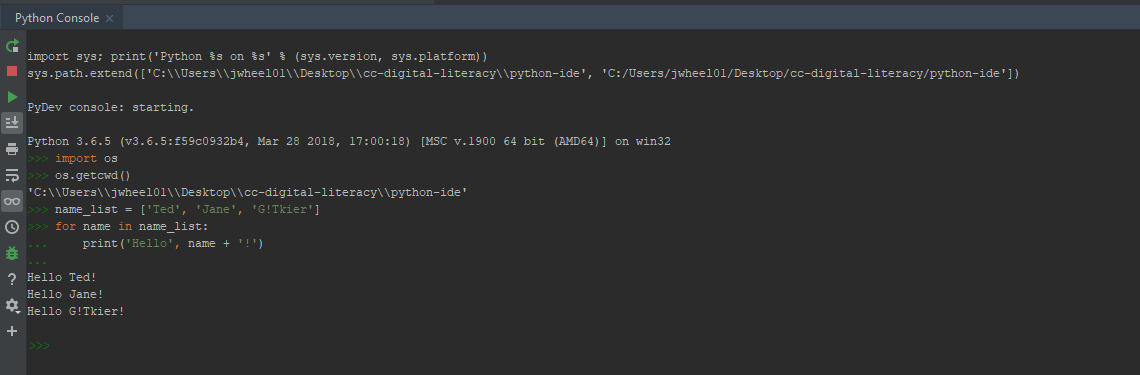 Python Console ×
import sys; print('Python %s on %s' % (sys.version, sys.platform))
sys.path.extend(['C:\\Users\\jwheel01\\Desktop\\cc-digital-literacy\\python-ide', 'C:/Users/jwheel01/Desktop/cc-digital-literacy/python-ide'])
PyDev console: starting.
Python 3.6.5 (v3.6.5:f59c0932b4, Mar 28 2018, 17:00:18) [MSC v.1900 64 bit (AMD64)] on win32
>>> import os
>>> os.getcwd()
'C:\\Users\\jwheel01\\Desktop\\cc-digital-literacy\\python-ide'
>>> name_list = ['Ted', 'Jane', 'G!Tkier']
>>> for name in name_list:
...     print('Hello', name + '!')
...
Hello Ted!
Hello Jane!
Hello G!Tkier!
>>>